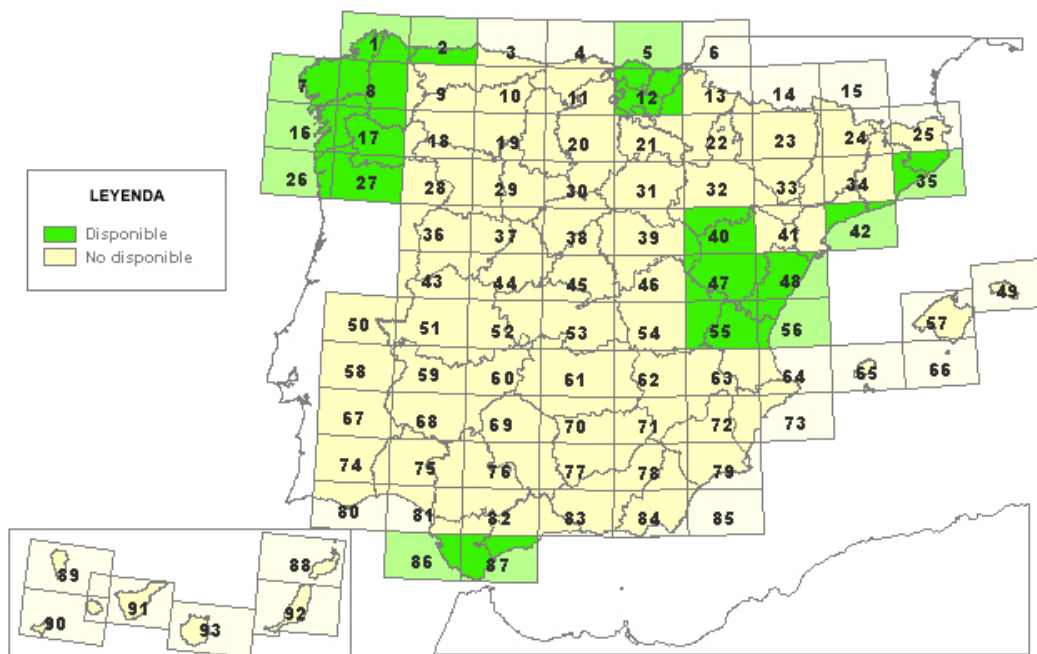 1 2 3 4 5 6
7 8 9 10 11 12 13 14 15
16 17 18 19 20 21 22 23 24 25
26 27 28 29 30 31 32 33 34 35
LEYENDA
Disponible
No disponible
36 37 38 39 40 41 42
43 44 45 46 47 48 49
50 51 52 53 54 55 56 57
58 59 60 61 62 63 64 65 66
67 68 69 70 71 72 73
74 75 76 77 78 79
80 81 82 83 84 85
86 87
88
89
90 91 92
93